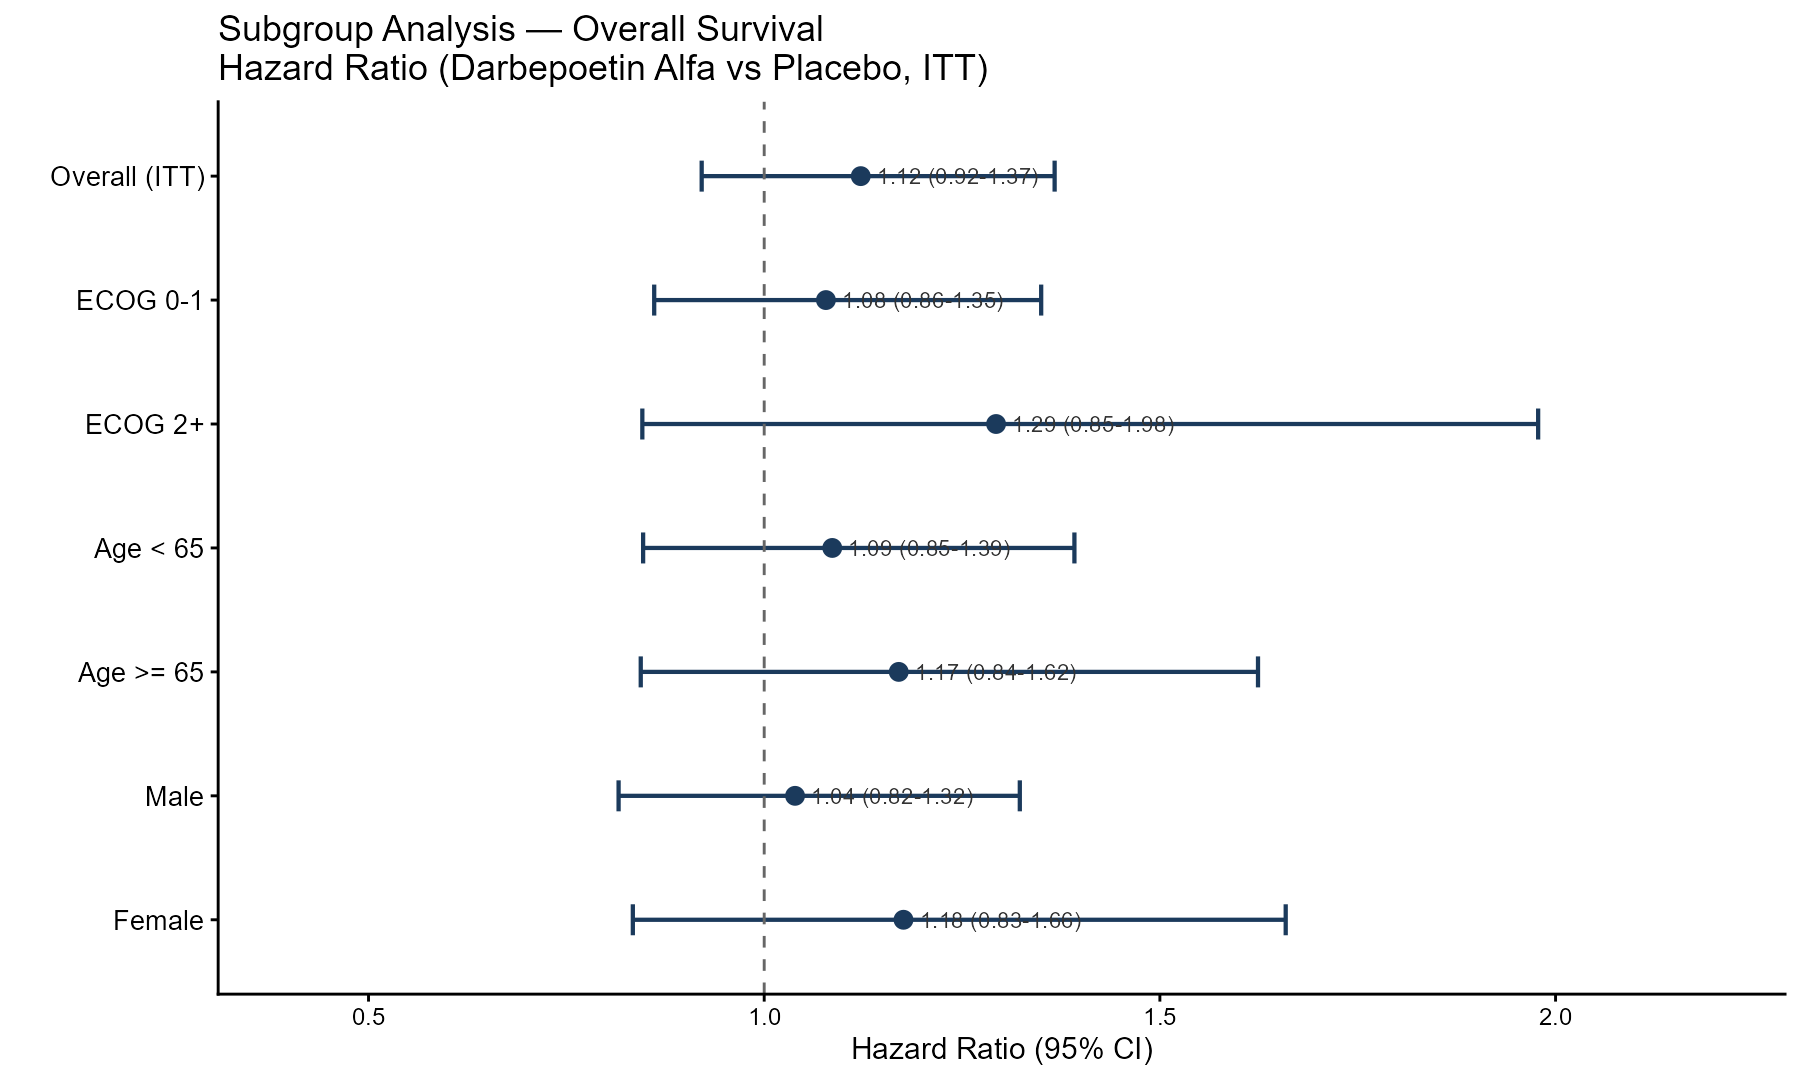 Subgroup Analysis — Overall Survival
Hazard Ratio (Darbepoetin Alfa vs Placebo, ITT)
Overall (ITT) 1.12 (0.92-1.37)
ECOG 0-1 1.08 (0.86-1.35)
ECOG 2+ 1.29 (0.85-1.98)
Age < 65 1.09 (0.85-1.39)
Age >= 65 1.17 (0.84-1.62)
Male 1.04 (0.82-1.32)
Female 1.18 (0.83-1.66)
0.5 1.0 1.5 2.0
Hazard Ratio (95% CI)